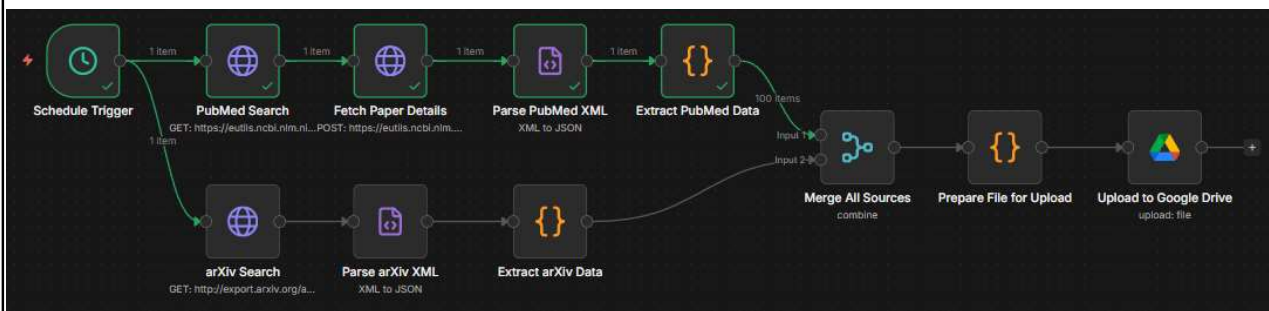 1 item
1 item
1 item
1 item
Schedule Trigger
PubMed Search
GET: https://eutils.ncbi.nlm.ni...
Fetch Paper Details
POST: https://eutils.ncbi.nlm....
Parse PubMed XML
XML to JSON
Extract PubMed Data
100 items
1 item
Input 1
Input 2
Merge All Sources
combine
Prepare File for Upload
Upload to Google Drive
upload: file
arXiv Search
GET: http://export.arxiv.org/a...
Parse arXiv XML
XML to JSON
Extract arXiv Data